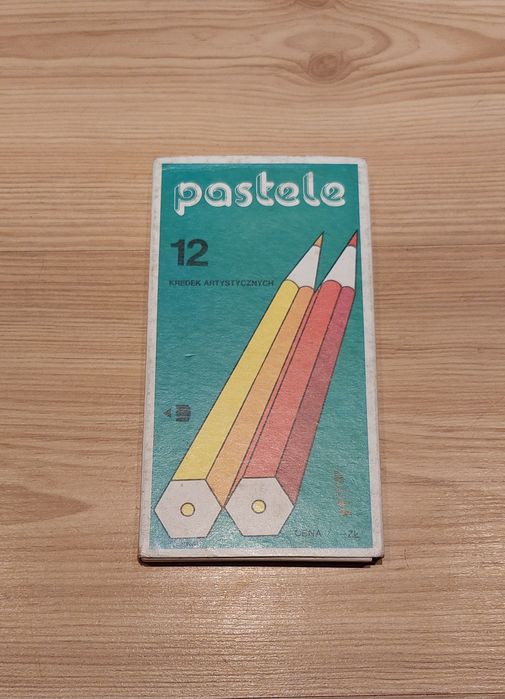 pastele
12
KREDEK ARTYSTYCZNYCH
CENA ZŁ